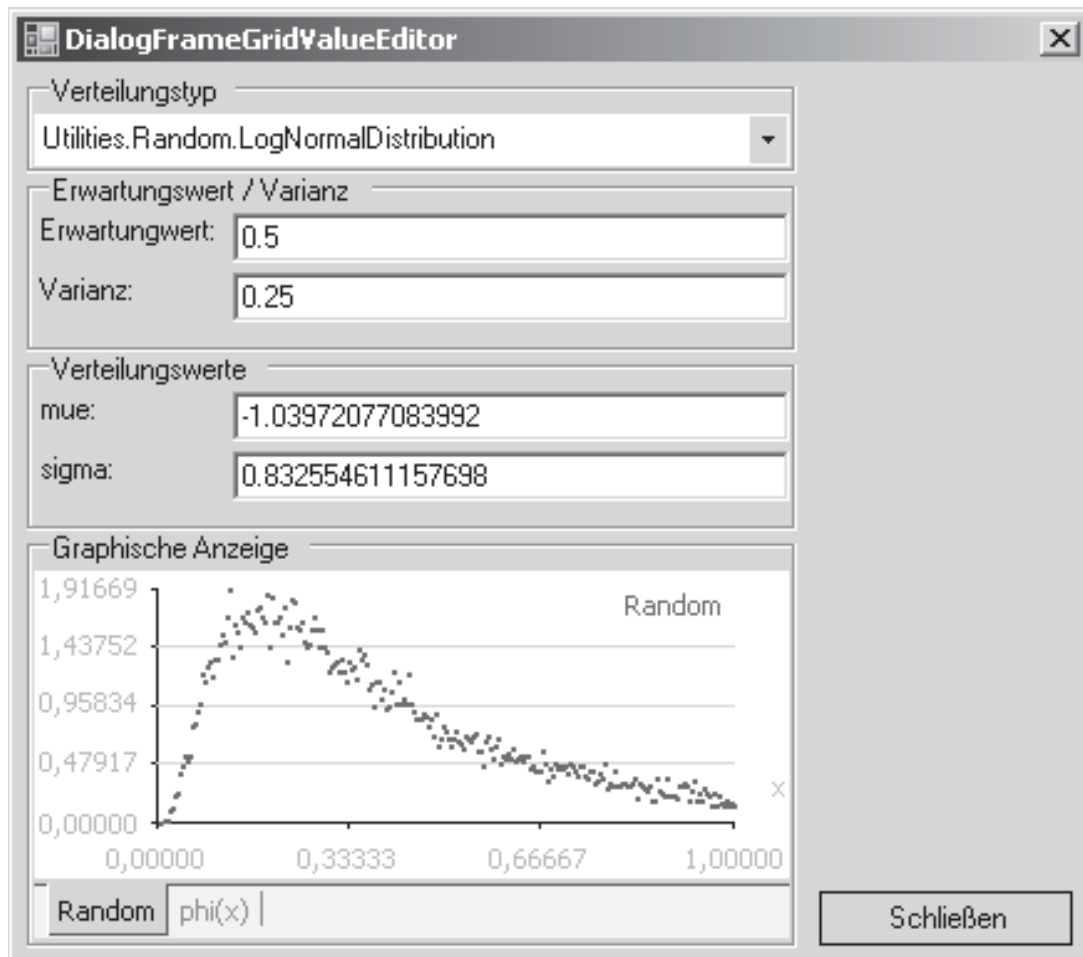 DialogFrameGridValueEditor
Verteilungstyp
Utilities.Random.LogNormalDistribution
Erwartungswert / Varianz
Erwartungwert: 0.5
Varianz: 0.25
Verteilungswerte
mue: -1.03972077083992
sigma: 0.832554611157698
Graphische Anzeige
1,91669
Random
1,43752
0,95834
0,47917
x
0,00000
0,00000 0,33333 0,66667 1,00000
Random phi(x)
Schließen